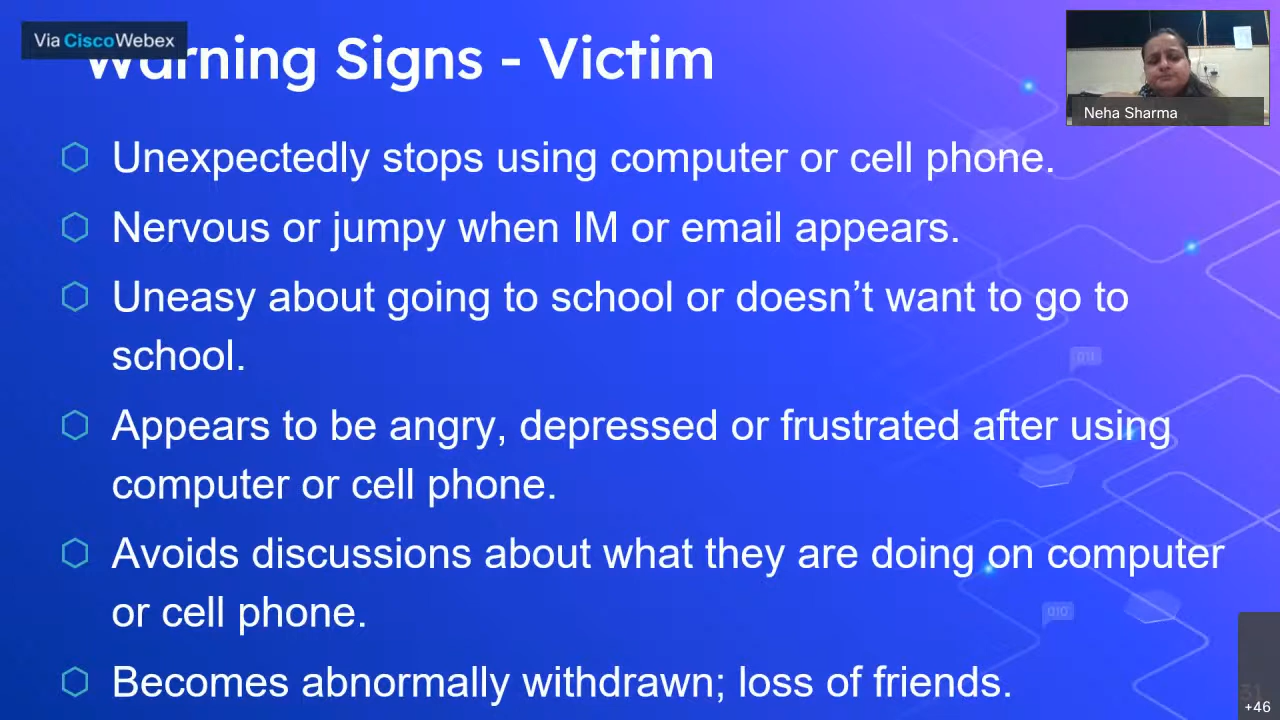 Via CiscoWebex
Warning Signs - Victim
Neha Sharma
Unexpectedly stops using computer or cell phone.
Nervous or jumpy when IM or email appears.
Uneasy about going to school or doesn’t want to go to
school.
011
Appears to be angry, depressed or frustrated after using
computer or cell phone.
Avoids discussions about what they are doing on computer
or cell phone.
010
Becomes abnormally withdrawn; loss of friends.
31
+46